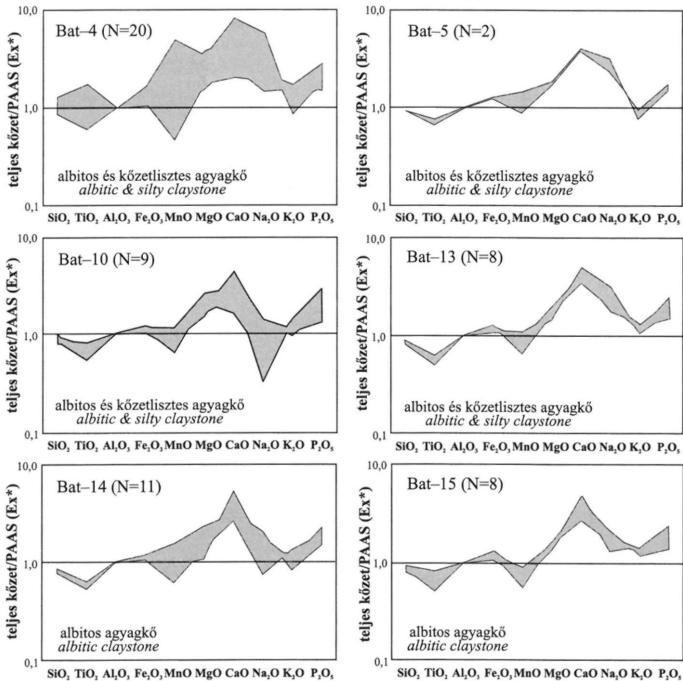 teljes kőzet/PAAS (Ex*)
10,0
1,0
0,1
Bat–4 (N=20)
albitos és kőzetlisztes agyagkő
albitic & silty claystone
SiO₂ TiO₂ Al₂O₃ Fe₂O₃ MnO MgO CaO Na₂O K₂O P₂O₅
teljes kőzet/PAAS (Ex*)
10,0
1,0
0,1
Bat–5 (N=2)
albitos és kőzetlisztes agyagkő
albitic & silty claystone
SiO₂ TiO₂ Al₂O₃ Fe₂O₃ MnO MgO CaO Na₂O K₂O P₂O₅
teljes kőzet/PAAS (Ex*)
10,0
1,0
0,1
Bat–10 (N=9)
albitos és kőzetlisztes agyagkő
albitic & silty claystone
SiO₂ TiO₂ Al₂O₃ Fe₂O₃ MnO MgO CaO Na₂O K₂O P₂O₅
teljes kőzet/PAAS (Ex*)
10,0
1,0
0,1
Bat–13 (N=8)
albitos és kőzetlisztes agyagkő
albitic & silty claystone
SiO₂ TiO₂ Al₂O₃ Fe₂O₃ MnO MgO CaO Na₂O K₂O P₂O₅
teljes kőzet/PAAS (Ex*)
10,0
1,0
0,1
Bat–14 (N=11)
albitos agyagkő
albitic claystone
SiO₂ TiO₂ Al₂O₃ Fe₂O₃ MnO MgO CaO Na₂O K₂O P₂O₅
teljes kőzet/PAAS (Ex*)
10,0
1,0
0,1
Bat–15 (N=8)
albitos agyagkő
albitic claystone
SiO₂ TiO₂ Al₂O₃ Fe₂O₃ MnO MgO CaO Na₂O K₂O P₂O₅